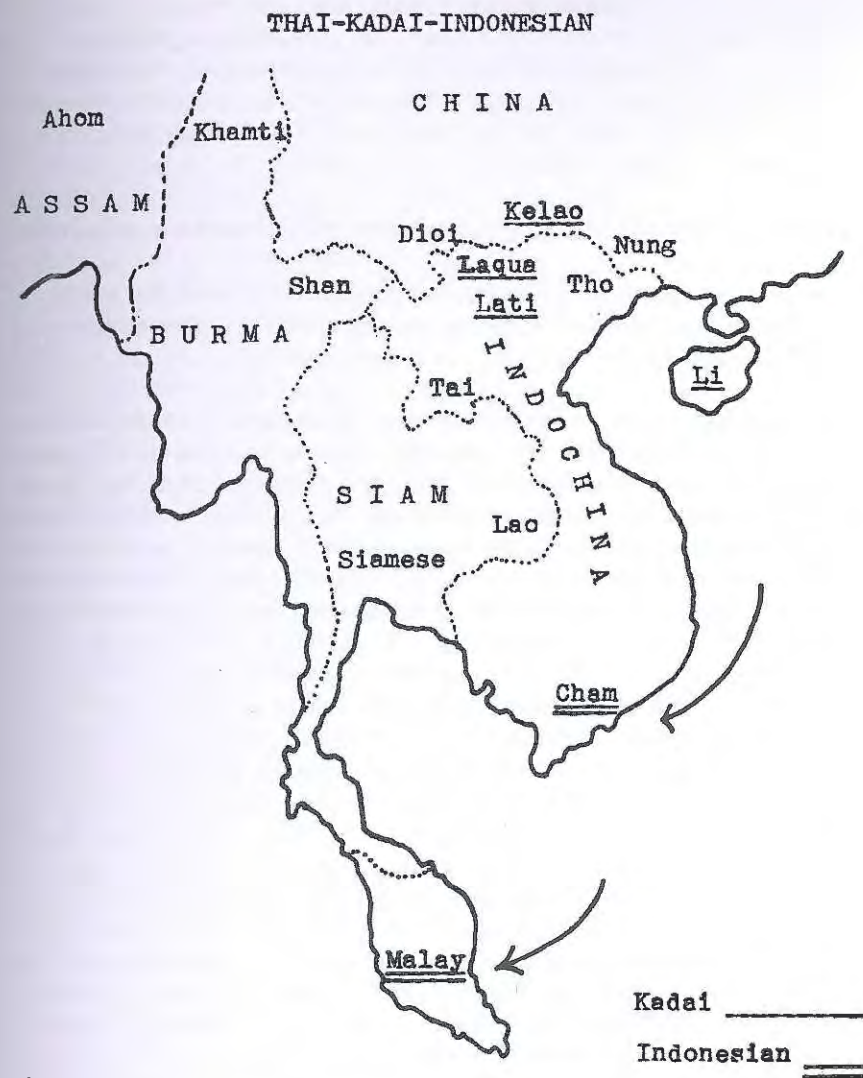 THAI-KADAI-INDONESIAN
CHINA
Ahom
Khamti
ASSAM
Kelao
Dioi
Nung
Laqua
Shan
Tho
Lati
BURMA
INDOCHINA
Li
Tai
SIAM
Lao
Siamese
Cham
Malay
Kadai
Indonesian